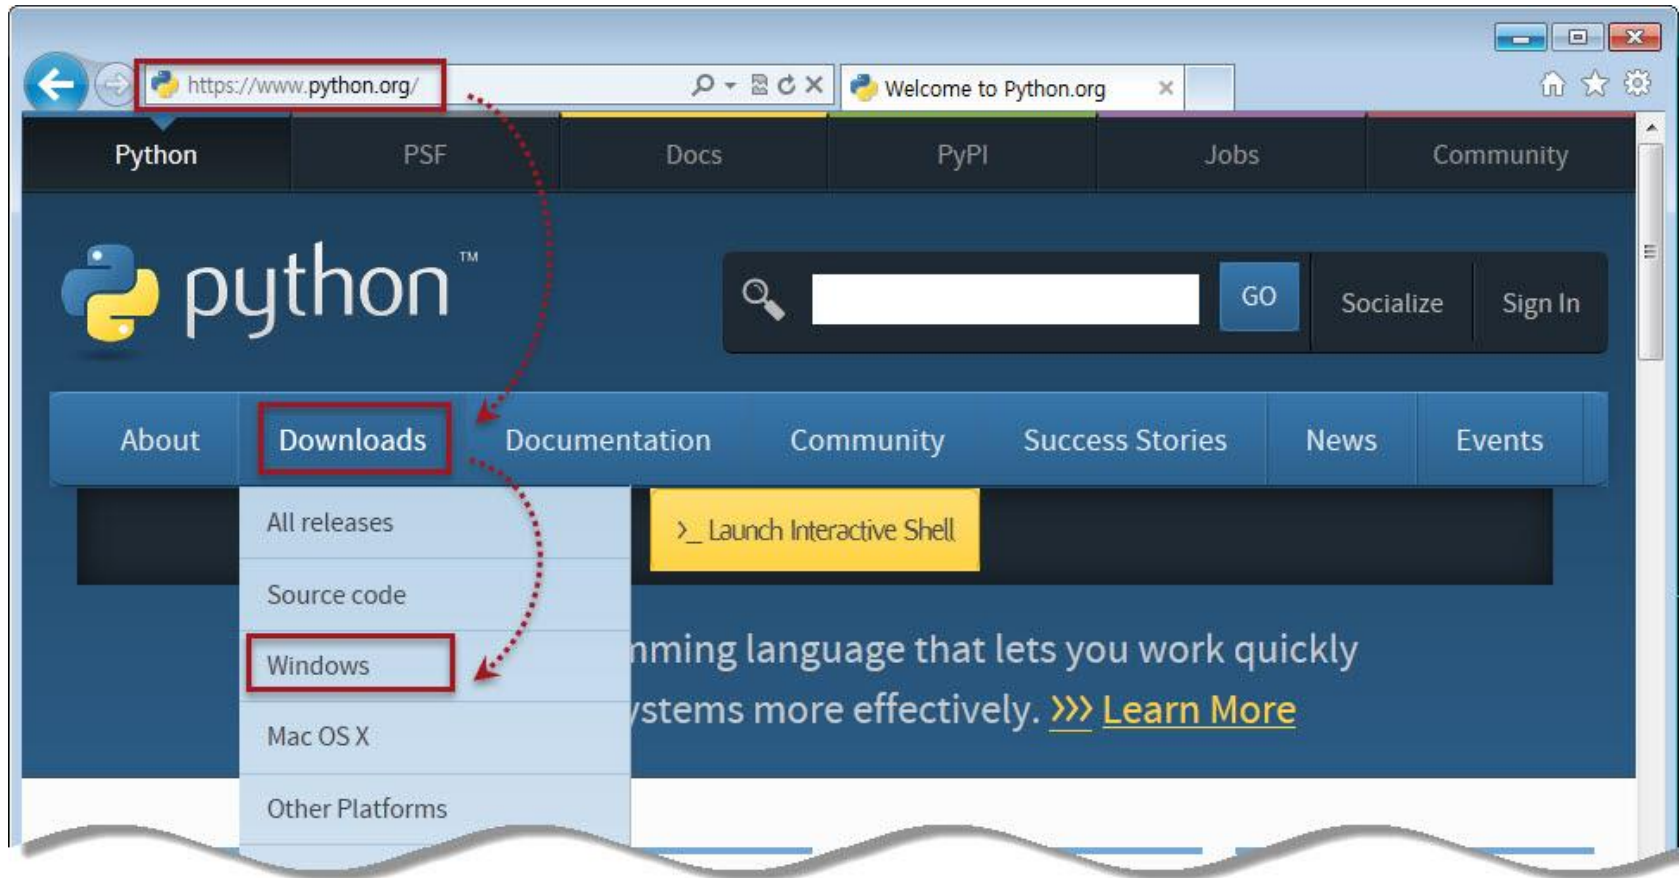 https://www.python.org/
Welcome to Python.org
Python PSF Docs PyPI Jobs Community
python™
GO Socialize Sign In
About Downloads Documentation Community Success Stories News Events
All releases
>_ Launch Interactive Shell
Source code
Windows
language that lets you work quickly
more effectively. >>> Learn More
Mac OS X
Other Platforms